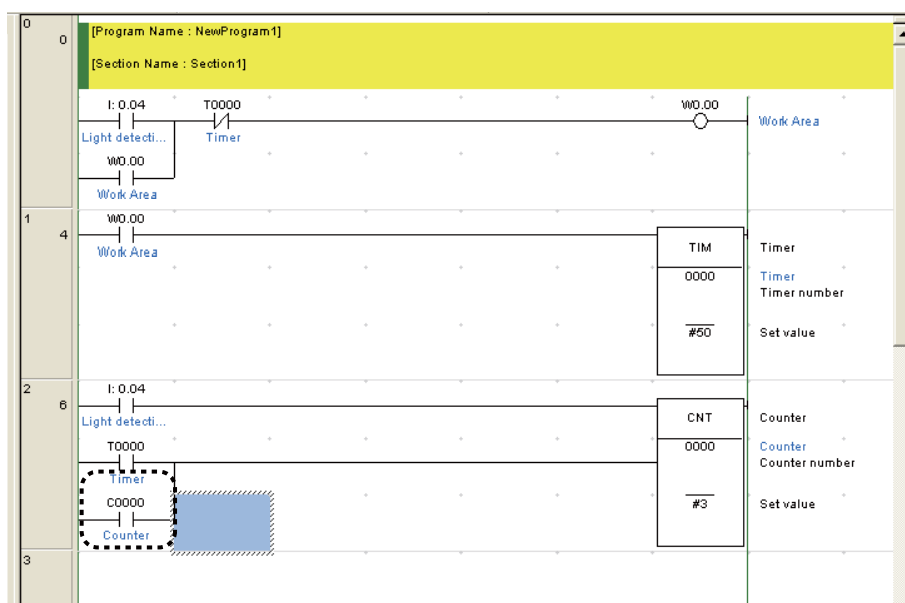 0
0
[Program Name : NewProgram1]
[Section Name : Section1]
I: 0.04
T0000
W0.00
Light detecti...
Timer
Work Area
W0.00
Work Area
1
4
W0.00
Work Area
TIM
Timer
0000
Timer
Timer number
#50
Set value
2
6
I: 0.04
Light detecti...
CNT
Counter
T0000
Timer
0000
Counter
Counter number
C0000
Counter
#3
Set value
3